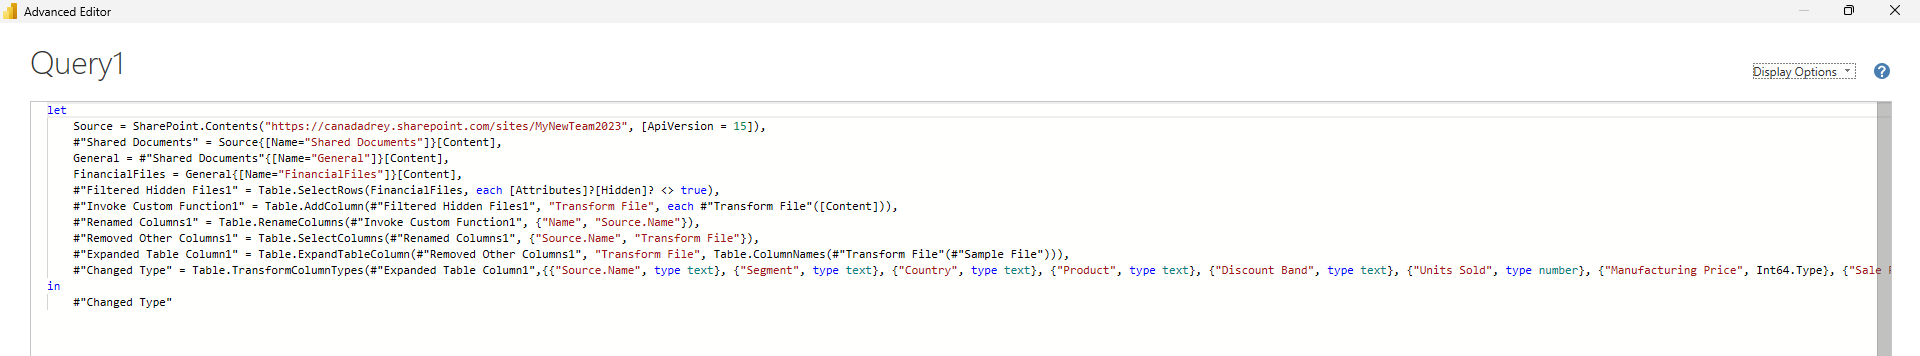 Advanced Editor
Query1
Display Options
?
let
Source = SharePoint.Contents("https://canadadrey.sharepoint.com/sites/MyNewTeam2023", [ApiVersion = 15]),
#"Shared Documents" = Source{[Name="Shared Documents"]}[Content],
General = #"Shared Documents"{[Name="General"]}[Content],
FinancialFiles = General{[Name="FinancialFiles"]}[Content],
#"Filtered Hidden Files1" = Table.SelectRows(FinancialFiles, each [Attributes]?[Hidden]? <> true),
#"Invoke Custom Function1" = Table.AddColumn(#"Filtered Hidden Files1", "Transform File", each #"Transform File"([Content])),
#"Renamed Columns1" = Table.RenameColumns(#"Invoke Custom Function1", {"Name", "Source.Name"}),
#"Removed Other Columns1" = Table.SelectColumns(#"Renamed Columns1", {"Source.Name", "Transform File"}),
#"Expanded Table Column1" = Table.ExpandTableColumn(#"Removed Other Columns1", "Transform File", Table.ColumnNames(#"Transform File"(#"Sample File"))),
#"Changed Type" = Table.TransformColumnTypes(#"Expanded Table Column1",{{"Source.Name", type text}, {"Segment", type text}, {"Country", type text}, {"Product", type text}, {"Discount Band", type text}, {"Units Sold", type number}, {"Manufacturing Price", Int64.Type}, {"Sale
in
#"Changed Type"